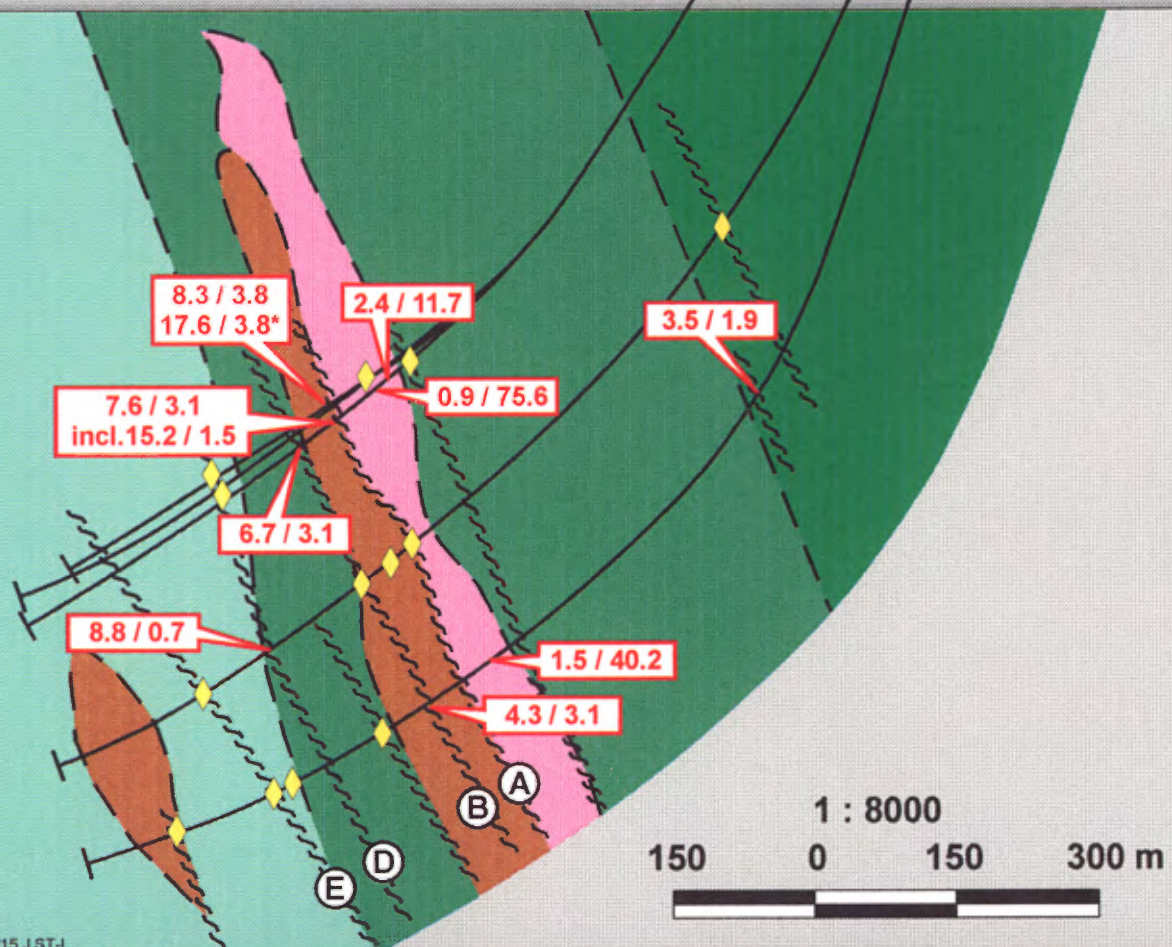 8.3 / 3.8
17.6 / 3.8*
2.4 / 11.7
3.5 / 1.9
7.6 / 3.1
incl.15.2 / 1.5
0.9 / 75.6
6.7 / 3.1
8.8 / 0.7
1.5 / 40.2
4.3 / 3.1
A
B
D
E
1 : 8000
150 0 150 300 m